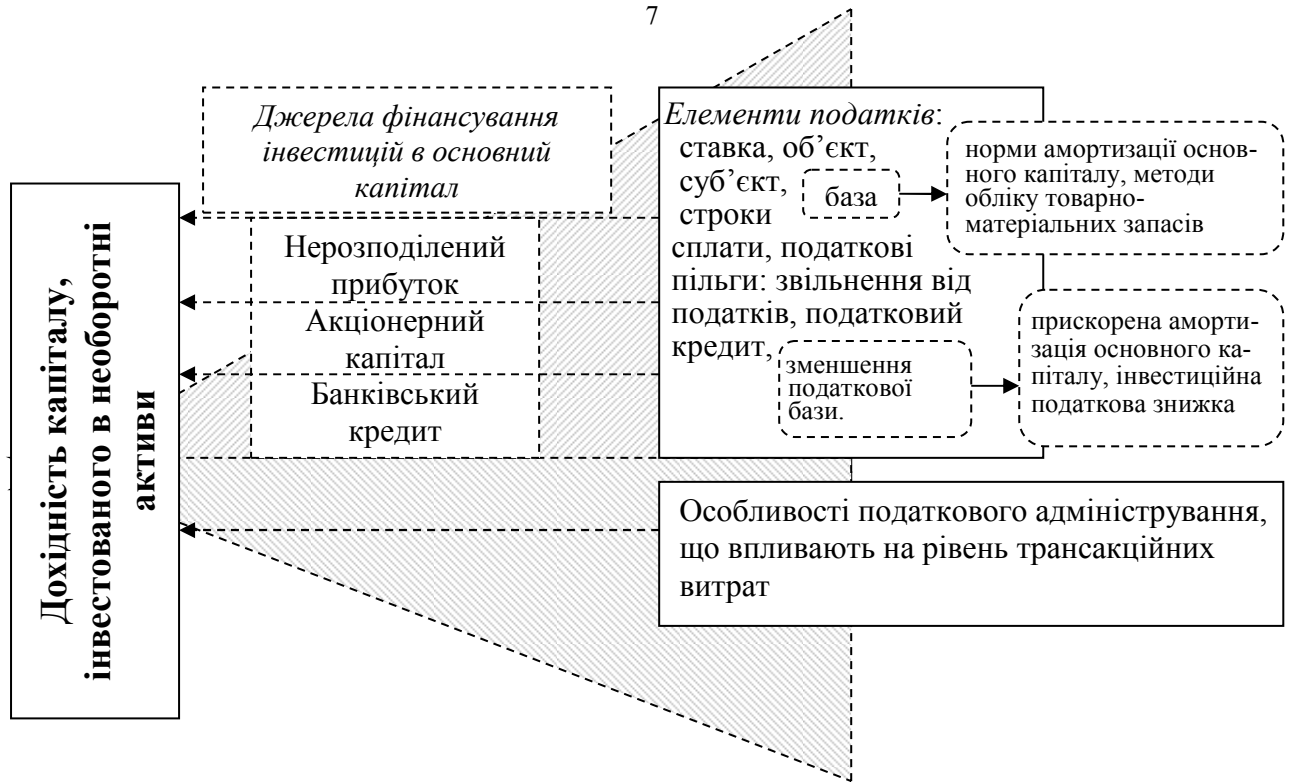 7
Джерела фінансування
інвестицій в основний
капітал
Дохідність капіталу,
інвестованого в необоротні
активи
Нерозподілений
прибуток
Акціонерний
капітал
Банківський
кредит
Елементи податків:
ставка, об’єкт,
суб’єкт,
база
строки
сплати, податкові
пільги: звільнення від
податків, податковий
кредит,
зменшення
податкової
бази.
норми амортизації основ-
ного капіталу, методи
обліку товарно-
матеріальних запасів
прискорена аморти-
зація основного ка-
піталу, інвестиційна
податкова знижка
Особливості податкового адміністрування,
що впливають на рівень трансакційних
витрат